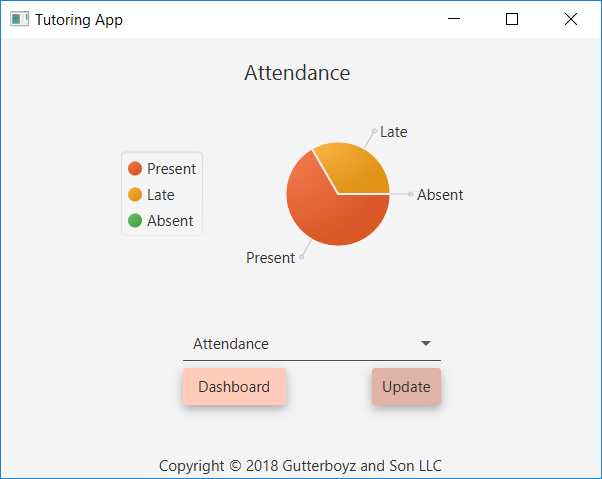 Tutoring App
Attendance
Late
Present
Late
Absent
Absent
Present
Attendance
Dashboard Update
Copyright © 2018 Gutterboyz and Son LLC